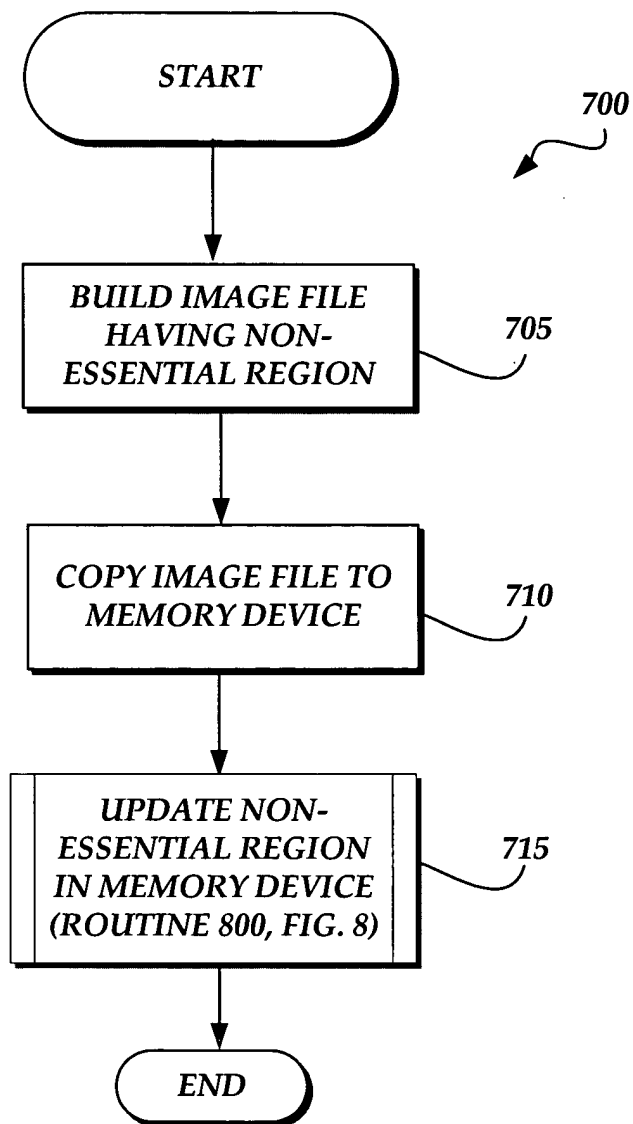 START
700
BUILD IMAGE FILE
HAVING NON-
ESSENTIAL REGION
705
COPY IMAGE FILE TO
MEMORY DEVICE
710
UPDATE NON-
ESSENTIAL REGION
IN MEMORY DEVICE
(ROUTINE 800, FIG. 8)
715
END